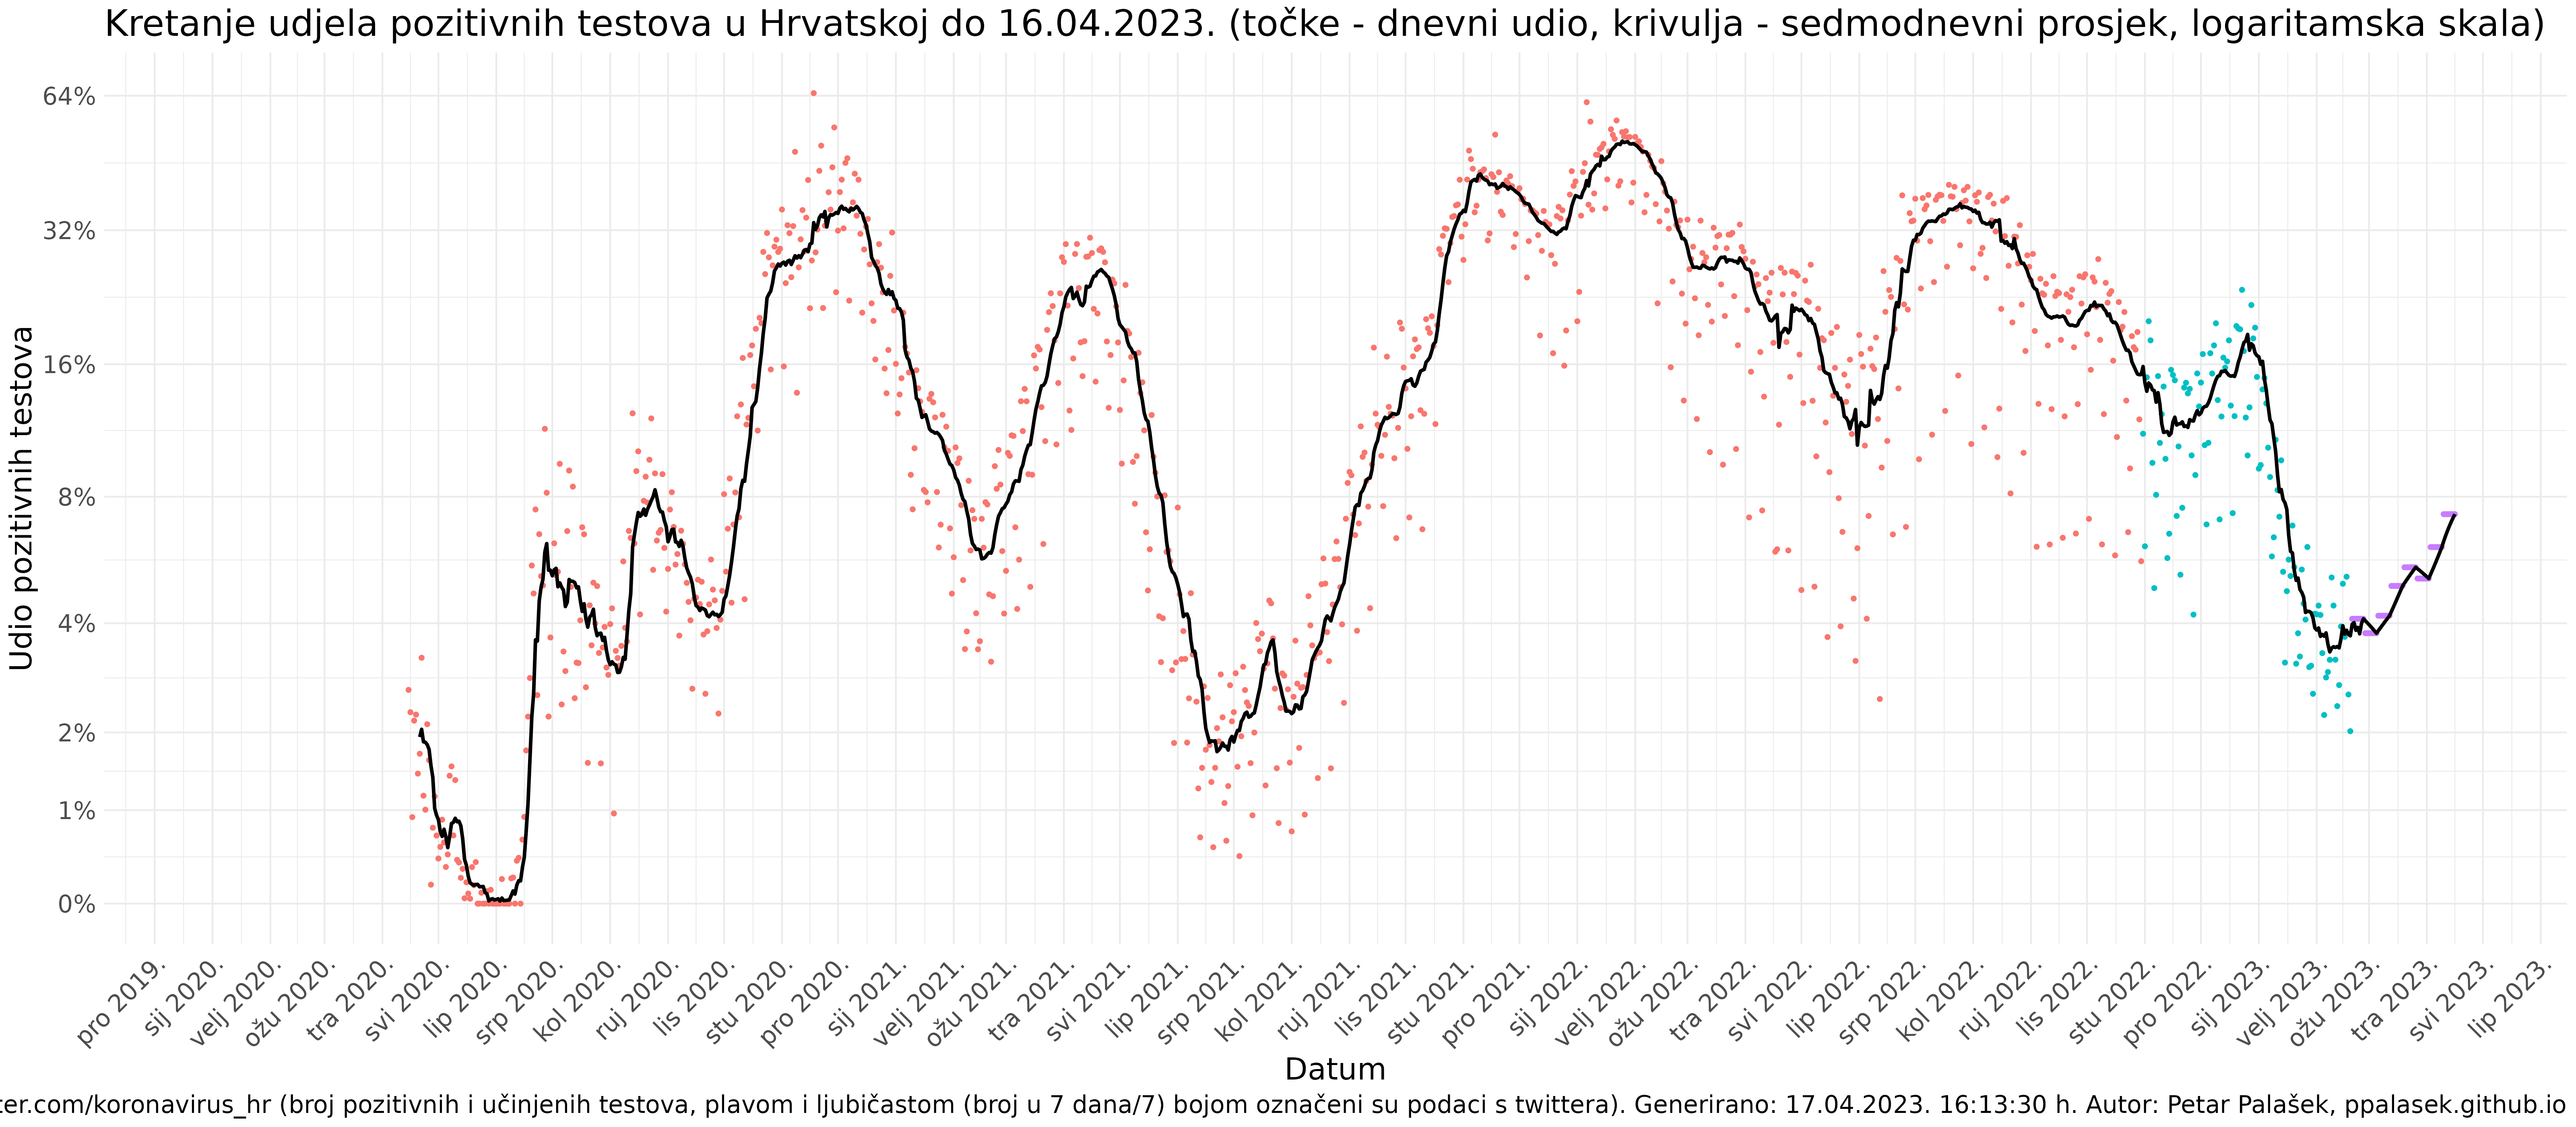 Kretanje udjela pozitivnih testova u Hrvatskoj do 16.04.2023. (točke - dnevni udio, krivulja - sedmodnevni prosjek, logaritamska skala)
Udio pozitivnih testova
64%
32%
16%
8%
4%
2%
1%
0%
pro 2019.
sij 2020.
velj 2020.
ožu 2020.
tra 2020.
svi 2020.
lip 2020.
srp 2020.
kol 2020.
ruj 2020.
lis 2020.
stu 2020.
pro 2020.
sij 2021.
velj 2021.
ožu 2021.
tra 2021.
svi 2021.
lip 2021.
srp 2021.
kol 2021.
ruj 2021.
lis 2021.
stu 2021.
pro 2021.
sij 2022.
velj 2022.
ožu 2022.
tra 2022.
svi 2022.
lip 2022.
srp 2022.
kol 2022.
ruj 2022.
lis 2022.
stu 2022.
pro 2022.
sij 2023.
velj 2023.
ožu 2023.
tra 2023.
svi 2023.
lip 2023.
Datum
ter.com/koronavirus_hr (broj pozitivnih i učinjenih testova, plavom i ljubičastom (broj u 7 dana/7) bojom označeni su podaci s twittera). Generirano: 17.04.2023. 16:13:30 h. Autor: Petar Palašek, ppalasek.github.io